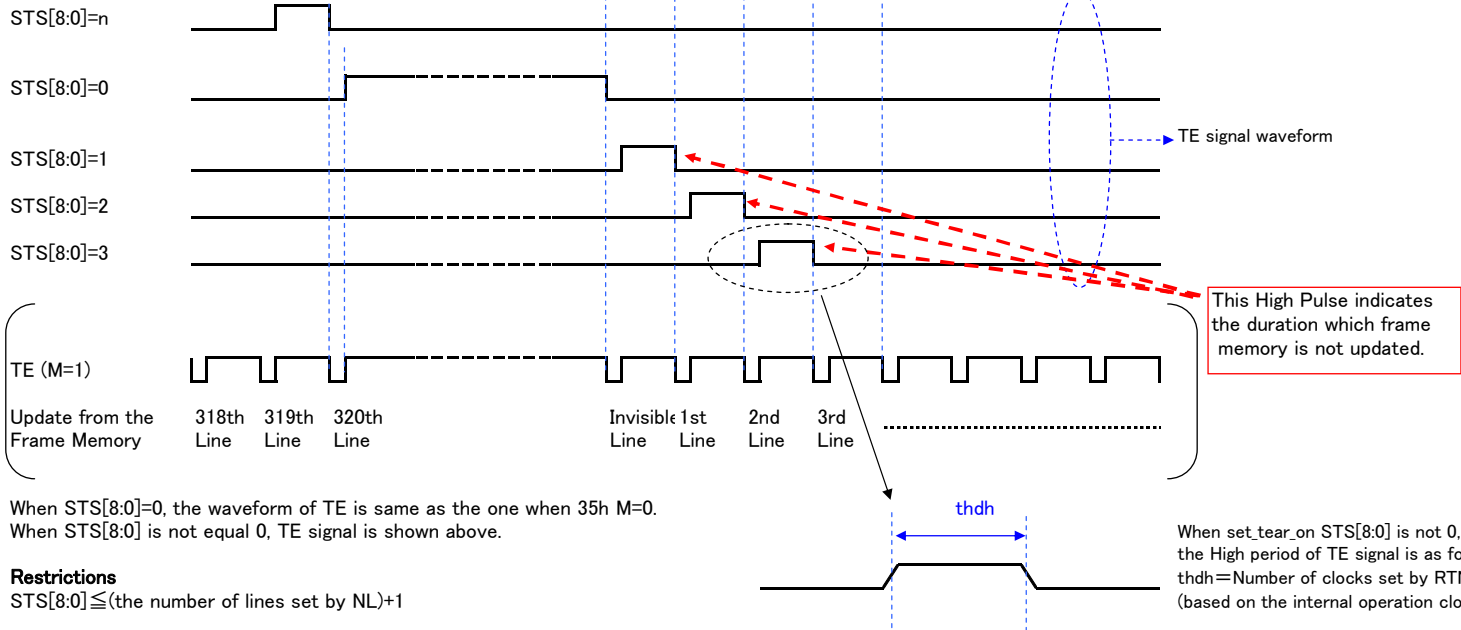 STS[8:0]=n
STS[8:0]=0
TE signal waveform
STS[8:0]=1
STS[8:0]=2
STS[8:0]=3
This High Pulse indicates
the duration which frame
memory is not updated.
TE (M=1)
Update from the
Frame Memory
318th
Line
319th
Line
320th
Line
Invisible
Line
1st
Line
2nd
Line
3rd
Line
When STS[8:0]=0, the waveform of TE is same as the one when 35h M=0.
When STS[8:0] is not equal 0, TE signal is shown above.
Restrictions
STS[8:0]≦(the number of lines set by NL)+1
thdh
When set_tear_on STS[8:0] is not 0,
the High period of TE signal is as
thdh=Number of clocks set by
(based on the internal operation